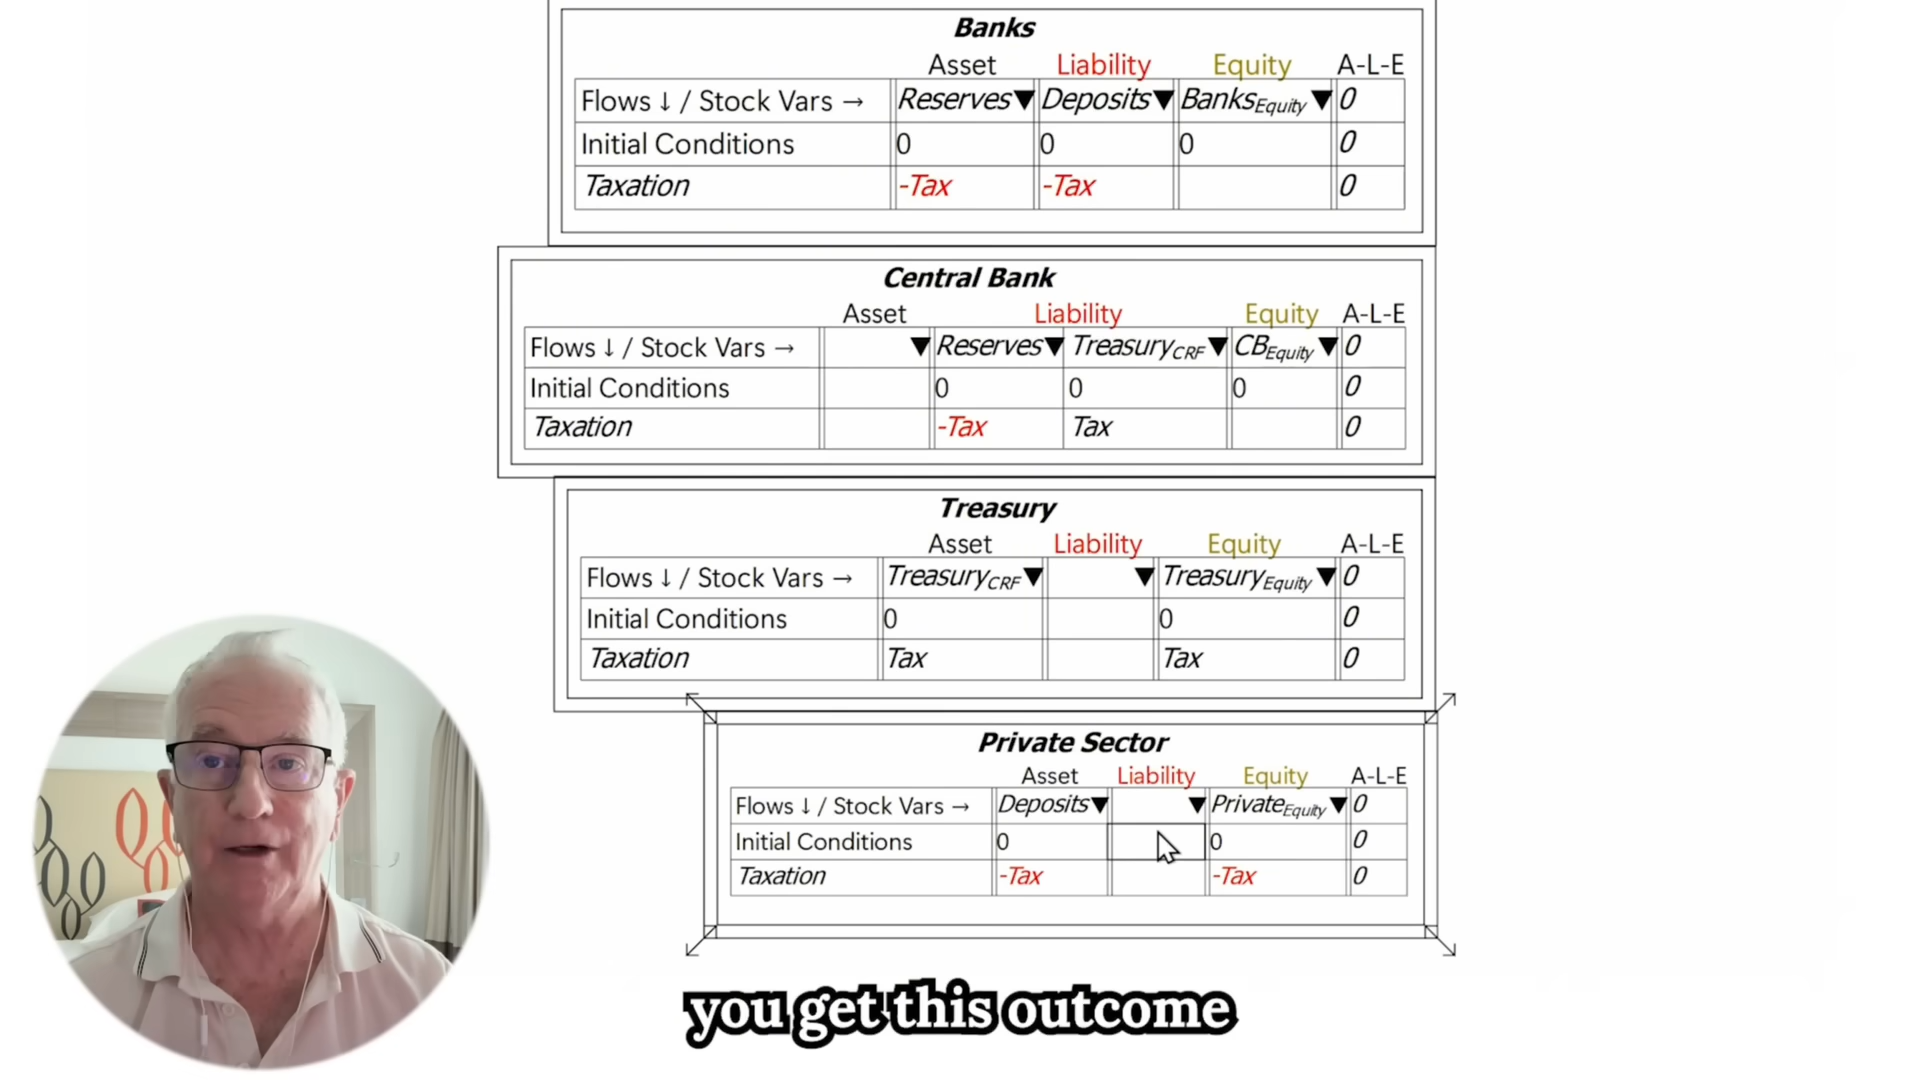 Banks
Asset Liability Equity A-L-E
Flows ↓ / Stock Vars → Reserves▼ Deposits▼ BanksEquity ▼ 0
Initial Conditions 0 0 0 0
Taxation -Tax -Tax 0
Central Bank
Asset Liability Equity A-L-E
Flows ↓ / Stock Vars → ▼ Reserves▼ TreasuryCRF▼ CBEquity ▼ 0
Initial Conditions 0 0 0 0
Taxation -Tax Tax 0
Treasury
Asset Liability Equity A-L-E
Flows ↓ / Stock Vars → TreasuryCRF▼ ▼ TreasuryEquity ▼ 0
Initial Conditions 0 0 0
Taxation Tax Tax 0
Private Sector
Asset Liability Equity A-L-E
Flows ↓ / Stock Vars → Deposits▼ ▼ PrivateEquity ▼ 0
Initial Conditions 0 0 0
Taxation -Tax -Tax 0
you get this outcome